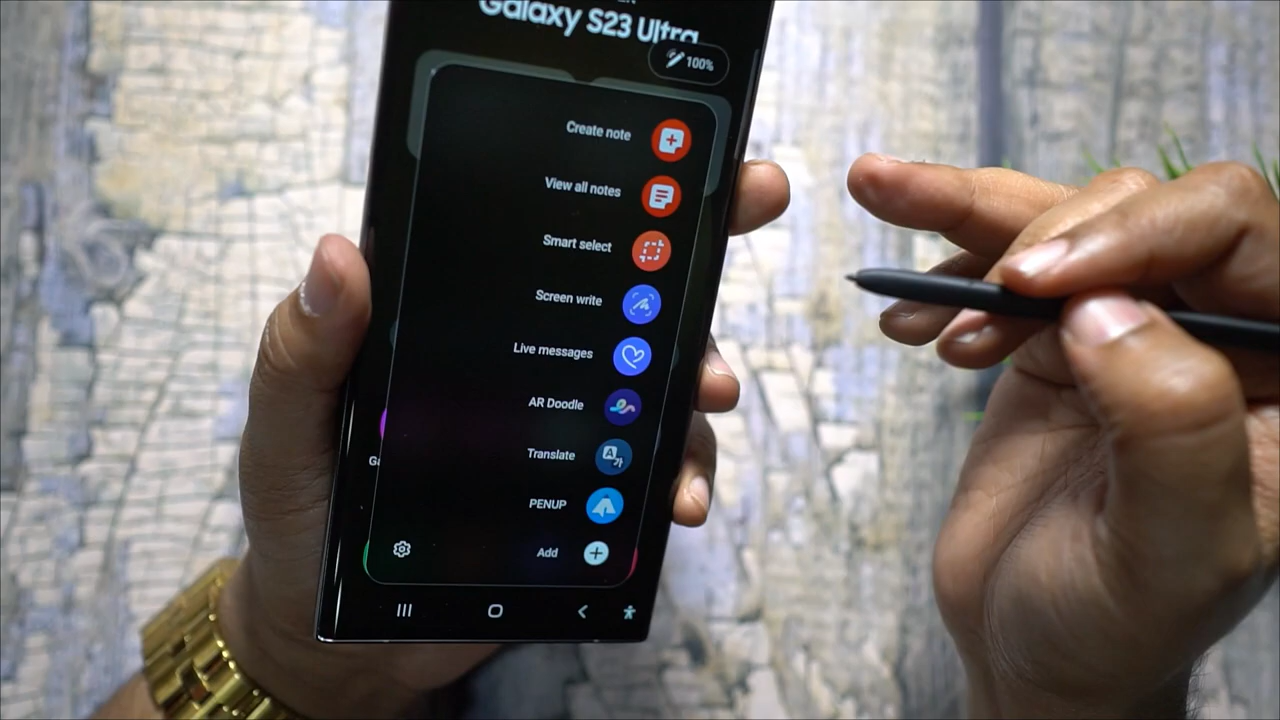 Galaxy S23 Ultra
100%
Create note
View all notes
Smart select
Screen write
Live messages
AR Doodle
Translate
PENUP
Add